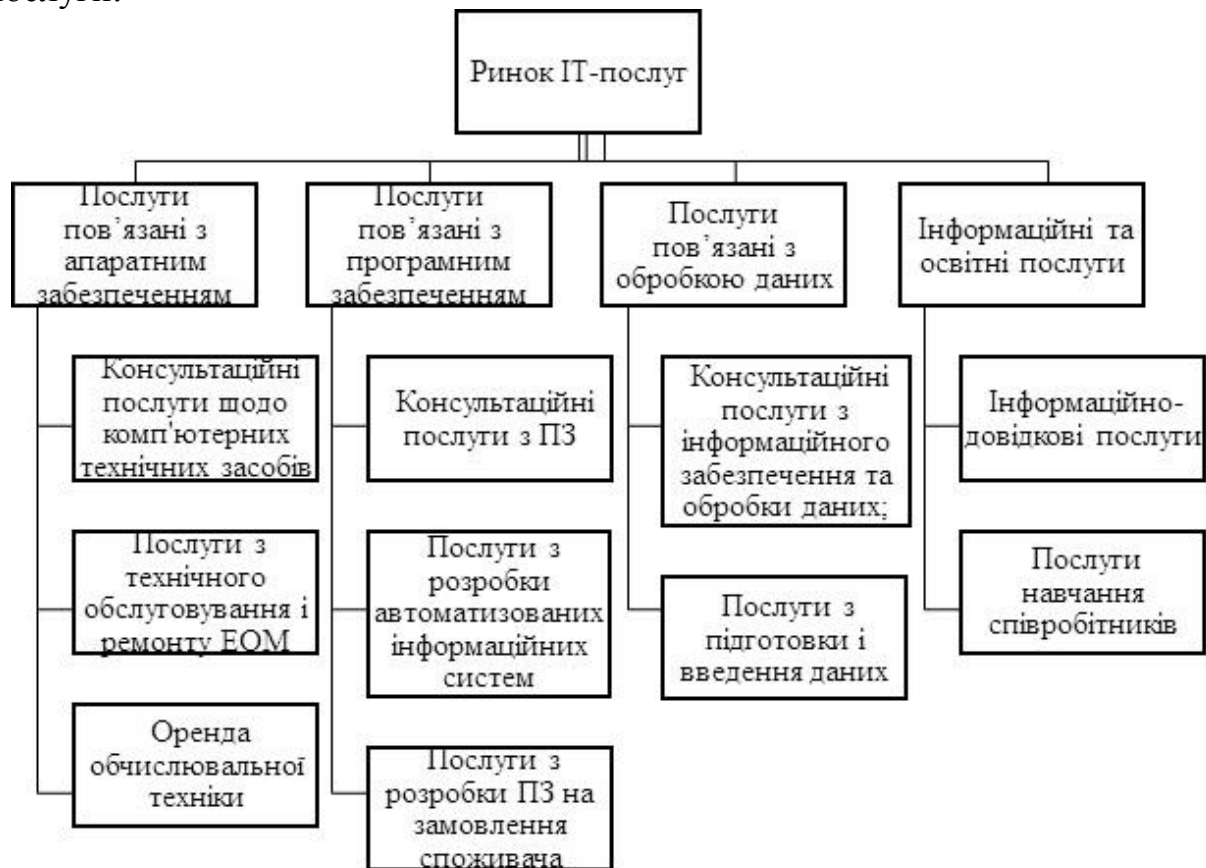 Ринок ІТ-послуг
Послуги
пов’язані з
апаратним
забезпеченням
Послуги
пов’язані з
програмним
забезпеченням
Послуги
пов’язані з
обробкою даних
Інформаційні та
освітні послуги
Консультаційні
послуги щодо
комп'ютерних
технічних засобів
Консультаційні
послуги з ПЗ
Консультаційні
послуги з
інформаційного
забезпечення та
обробки даних;
Інформаційно-
довідкові послуги
Послуги з
технічного
обслуговування і
ремонту ЕОМ
Послуги з
розробки
автоматизованих
інформаційних
систем
Послуги з
підготовки і
введення даних
Послуги
навчання
співробітників
Оренда
обчислювальної
техніки
Послуги з
розробки ПЗ на
замовлення
споживача